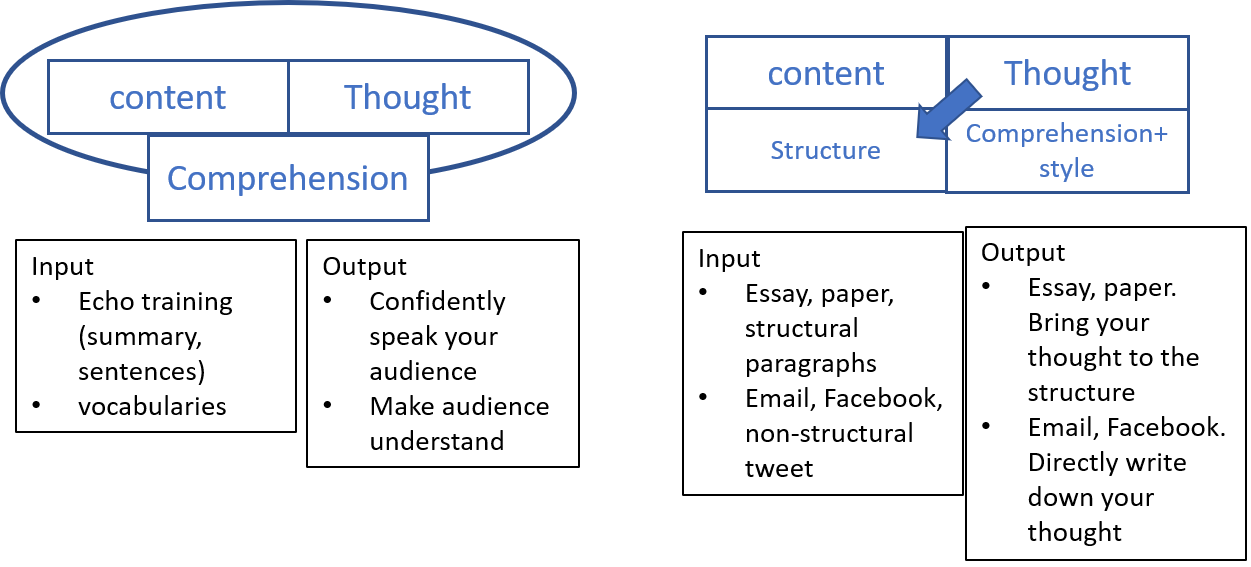 content
Thought
Comprehension
Input
• Echo training
(summary,
sentences)
• vocabularies
Output
• Confidently
speak your
audience
• Make audience
understand
content
Thought
Structure
Comprehension+
style
Input
• Essay, paper,
structural
paragraphs
• Email, Facebook,
non-structural
tweet
Output
• Essay, paper.
Bring your
thought to the
structure
• Email, Facebook.
Directly write
down your
thought